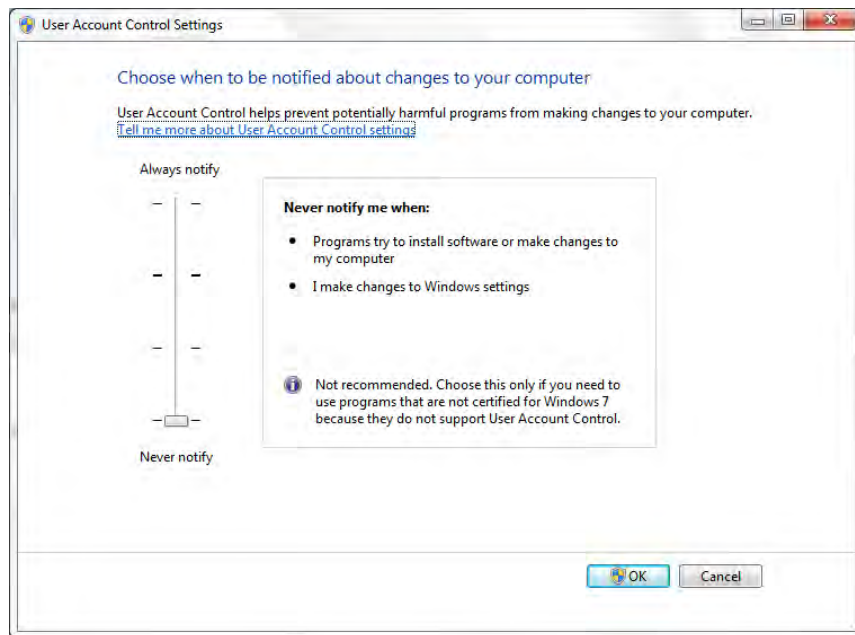 User Account Control Settings
Choose when to be notified about changes to your computer
User Account Control helps prevent potentially harmful programs from making changes to your computer.
Tell me more about User Account Control settings
Always notify
Never notify me when:
• Programs try to install software or make changes to
my computer
• I make changes to Windows settings
Not recommended. Choose this only if you need to
use programs that are not certified for Windows 7
because they do not support User Account Control.
Never notify
OK
Cancel